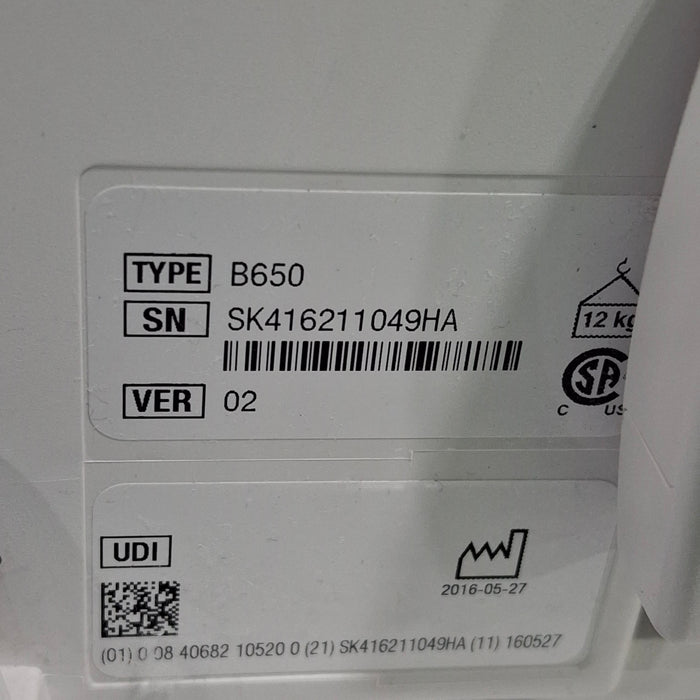 TYPE B650
SN SK416211049HA
12 kg
SA
C US
VER 02
UDI
2016-05-27
(01) 0 08 40682 10520 0 (21) SK416211049HA (11) 160527